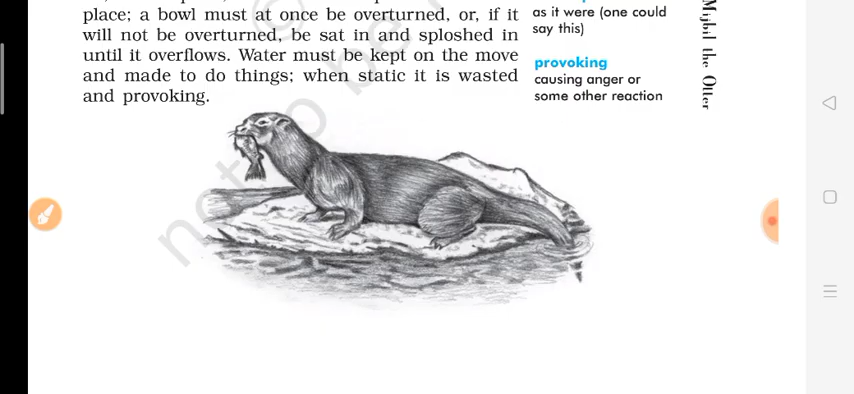 place; a bowl must at once be overturned, or, if it
will not be overturned, be sat in and sploshed in
until it overflows. Water must be kept on the move
and made to do things; when static it is wasted
and provoking.
as it were (one could
say this)
provoking
causing anger or
some other reaction
Mijbil the Otter
not to be